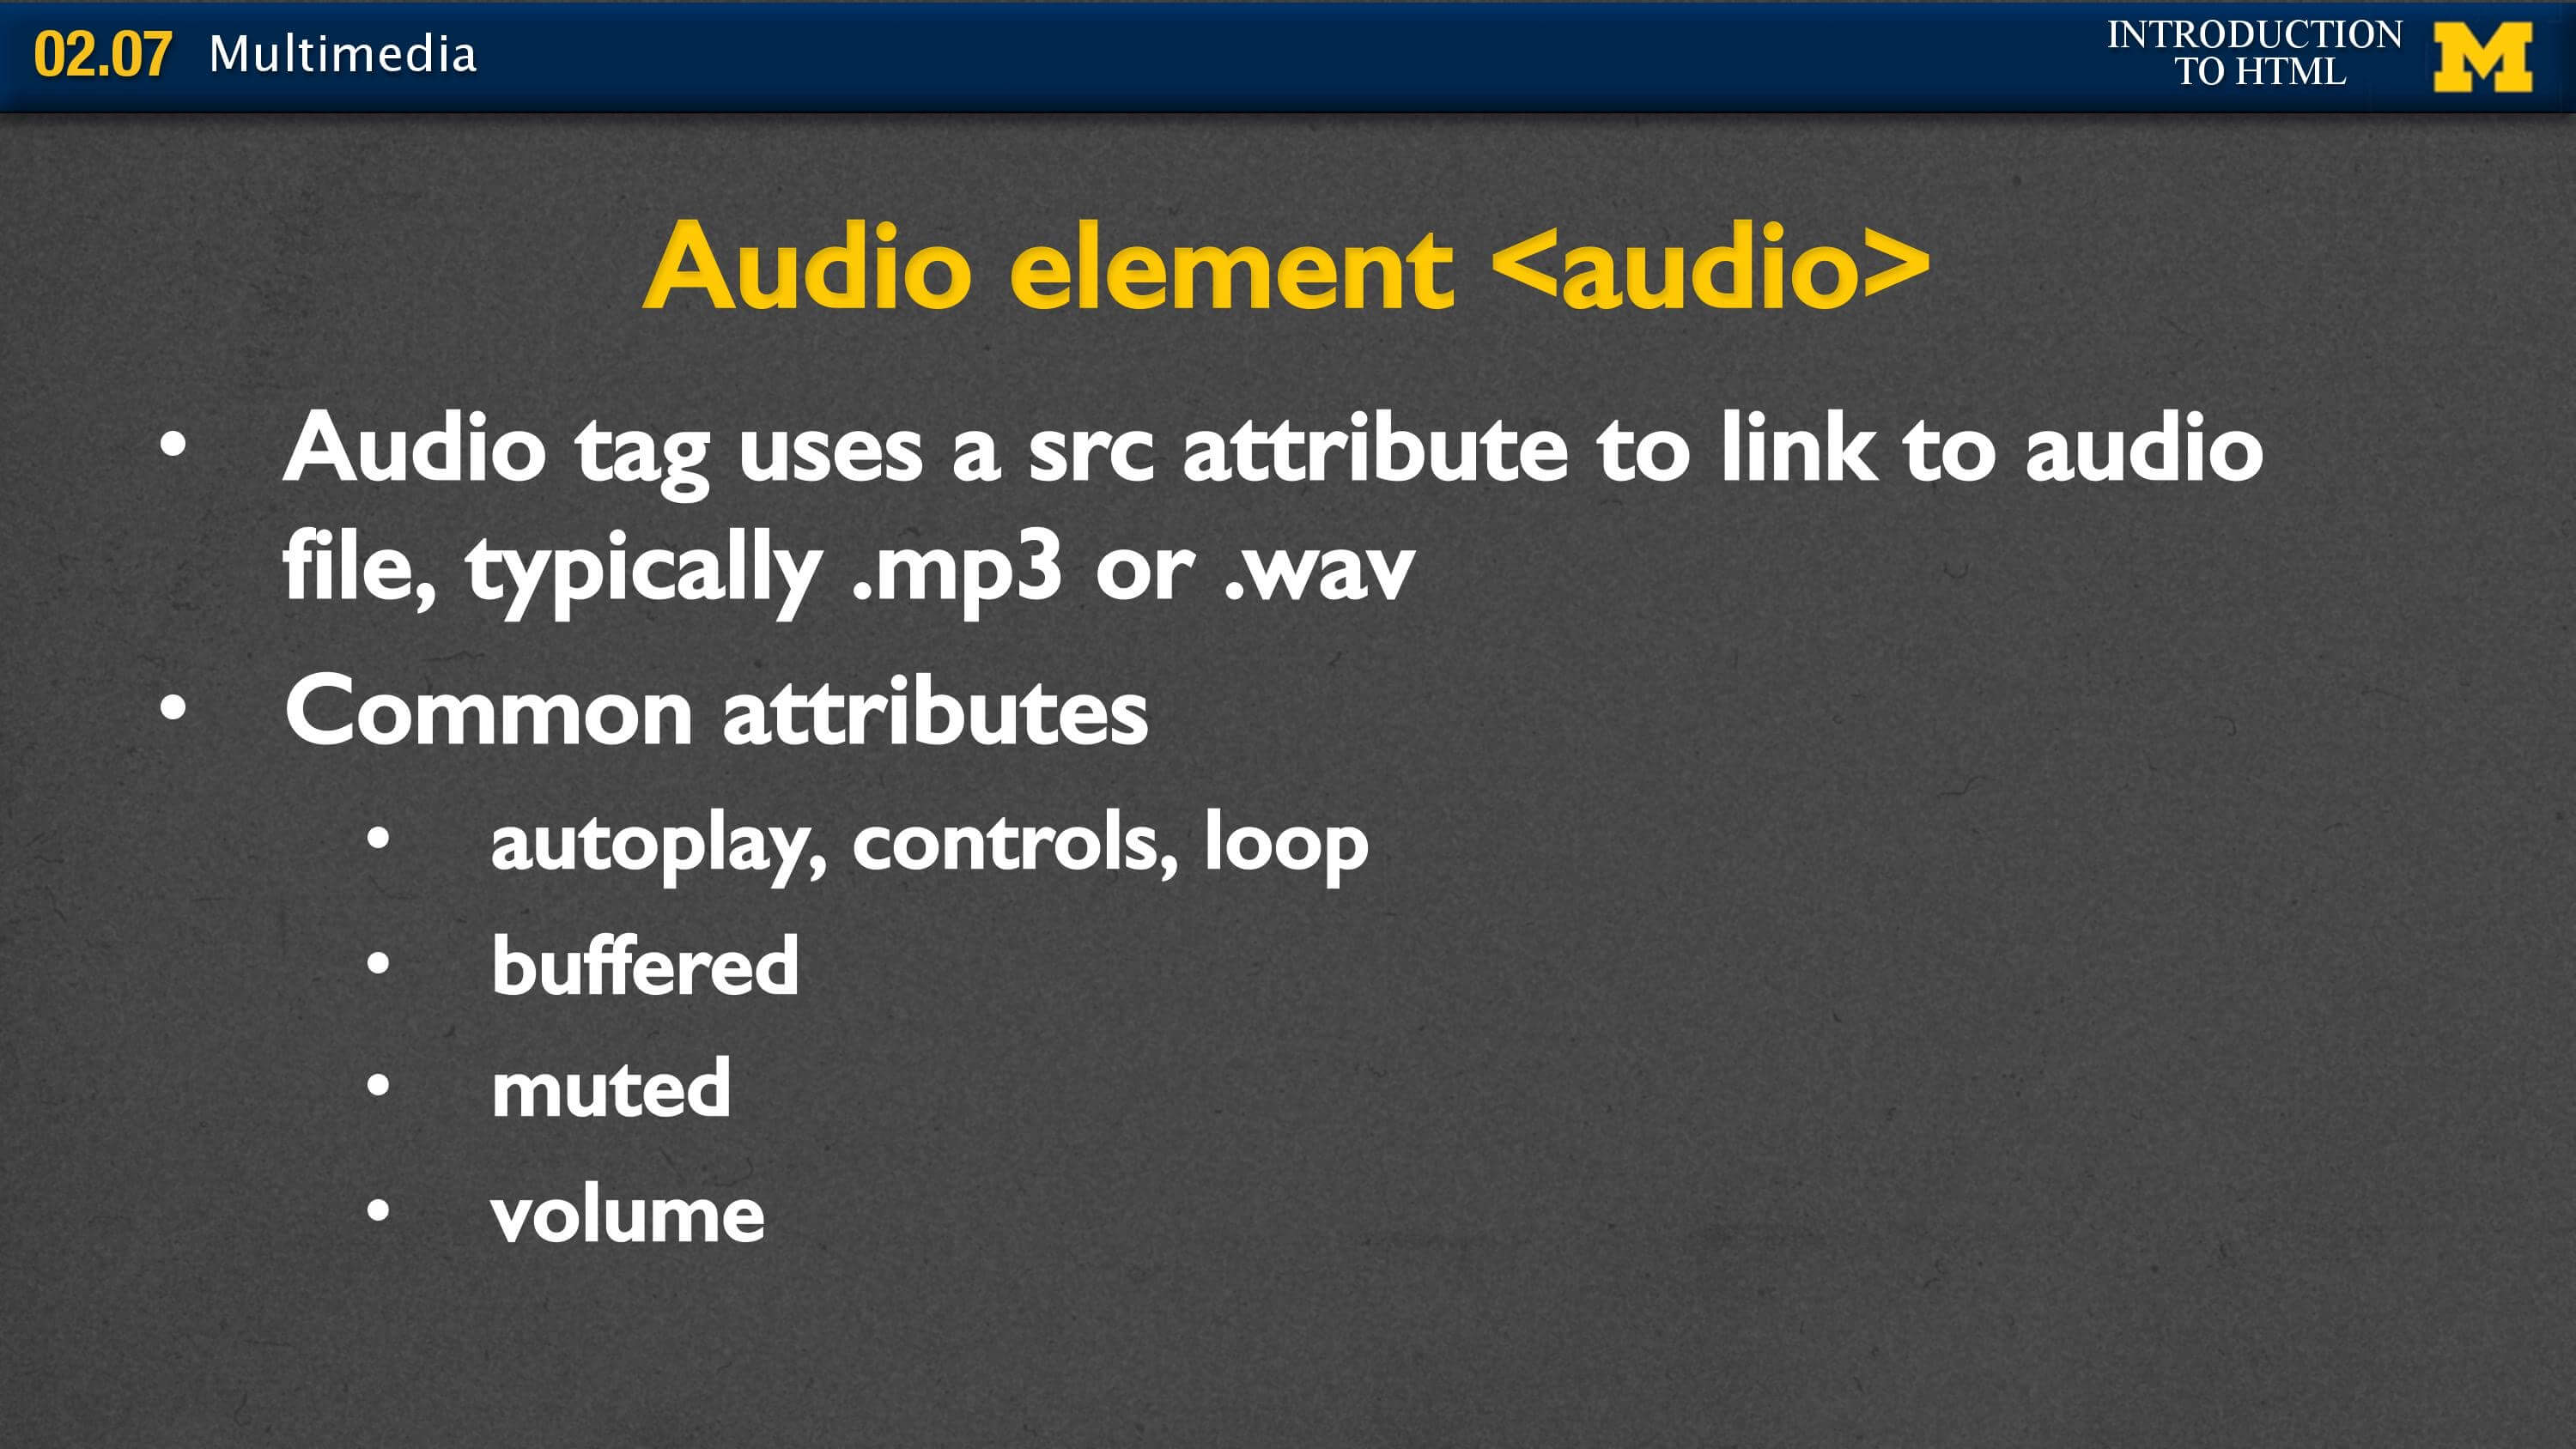 02.07 Multimedia
INTRODUCTION
TO HTML
M
Audio element <audio>
• Audio tag uses a src attribute to link to audio
file, typically .mp3 or .wav
• Common attributes
• autoplay, controls, loop
• buffered
• muted
• volume